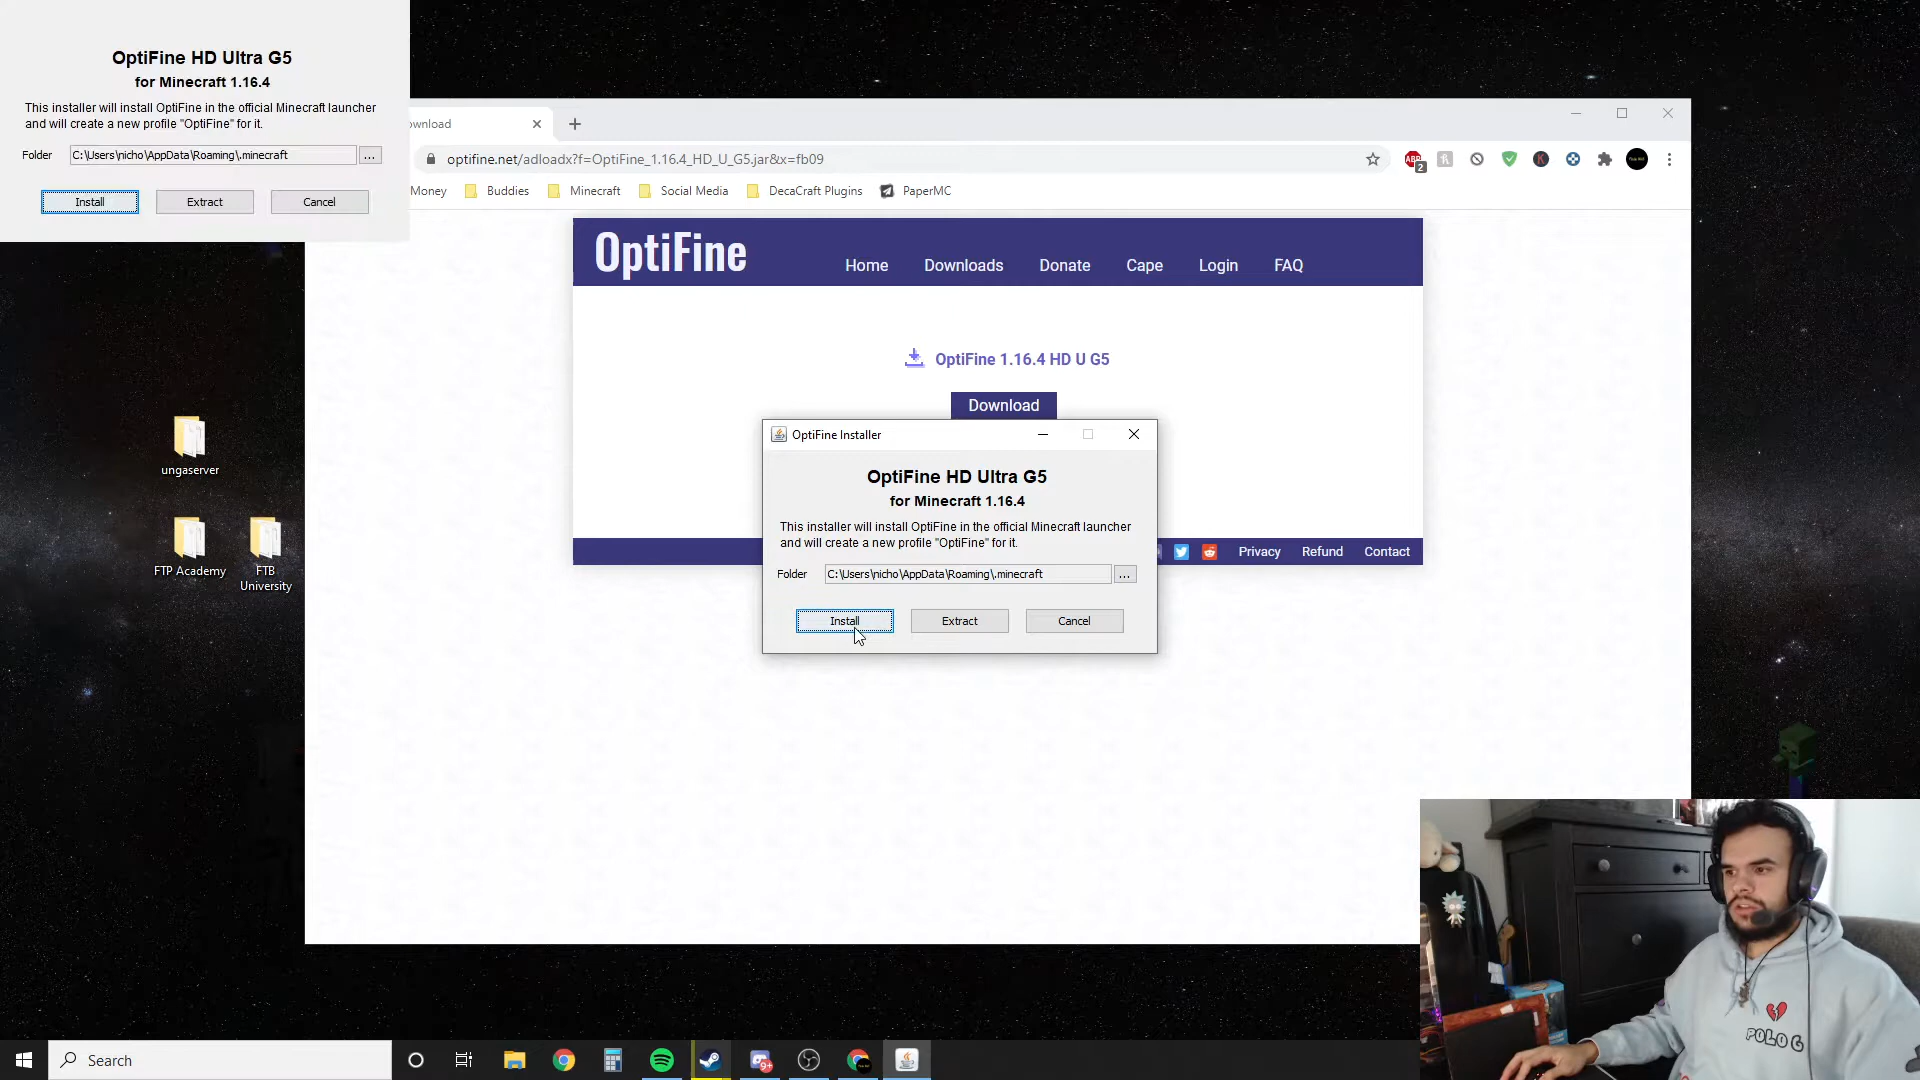 OptiFine HD Ultra G5
for Minecraft 1.16.4
This installer will install OptiFine in the official Minecraft launcher
and will create a new profile "OptiFine" for it.
Folder C:\Users\nicho\AppData\Roaming\.minecraft ...
Install Extract Cancel
ownload
optifine.net/adloadx?f=OptiFine_1.16.4_HD_U_G5.jar&x=fb09
ABP 2
Money Buddies Minecraft Social Media DecaCraft Plugins PaperMC
OptiFine Home Downloads Donate Cape Login FAQ
OptiFine 1.16.4 HD U G5
Download
OptiFine Installer
OptiFine HD Ultra G5
for Minecraft 1.16.4
This installer will install OptiFine in the official Minecraft launcher
and will create a new profile "OptiFine" for it.
Folder C:\Users\nicho\AppData\Roaming\.minecraft ...
Install Extract Cancel
Privacy Refund Contact
ungaserver
FTP Academy
FTB
University
POLO G
Search
9+